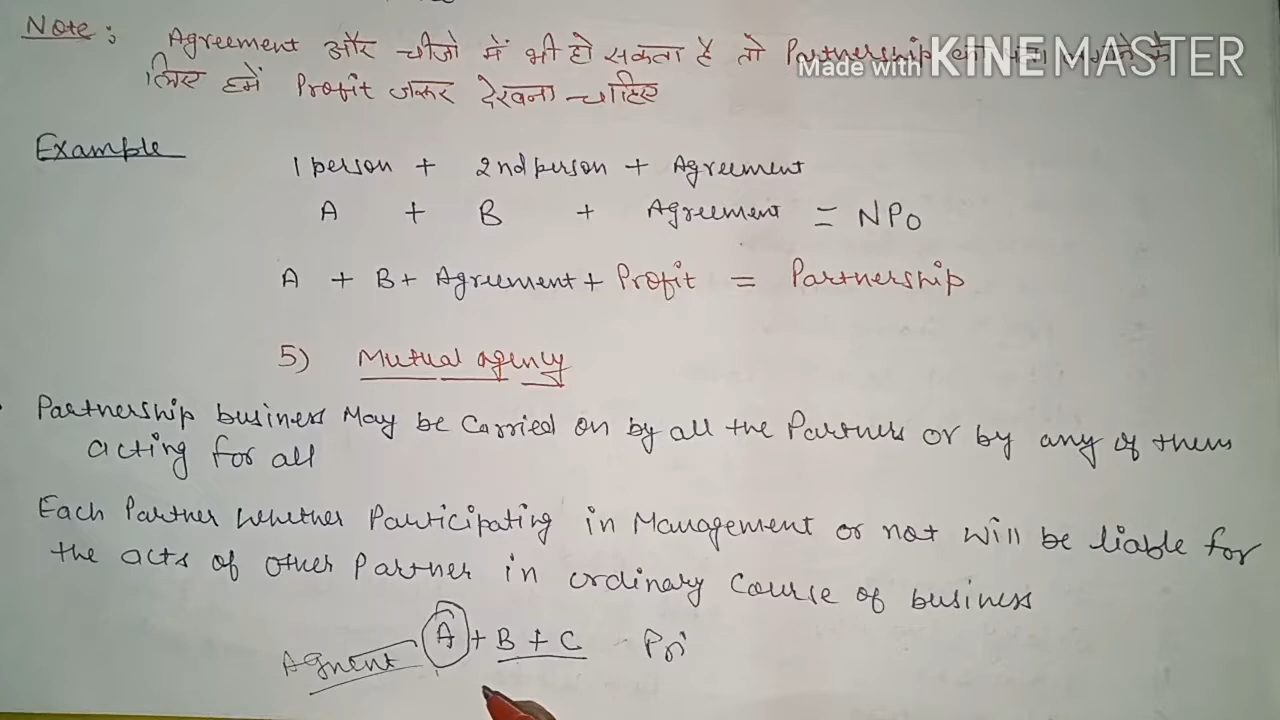 Note : Agreement और चीजो में भी हो सकता है तो Partnership
Made with KINEMASTER
लिए हमें Profit जरूर देखना चाहिए
Example
1 person + 2nd person + Agreement
A + B + Agreement = NPO
A + B + Agreement + Profit = Partnership
5) Mutual agency
Partnership business May be Carried on by all the Partners or by any of them
acting for all
Each Partner whether Participating in Management or not will be liable for
the acts of other Partner in ordinary Course of business
Agnent A + B + C Pri